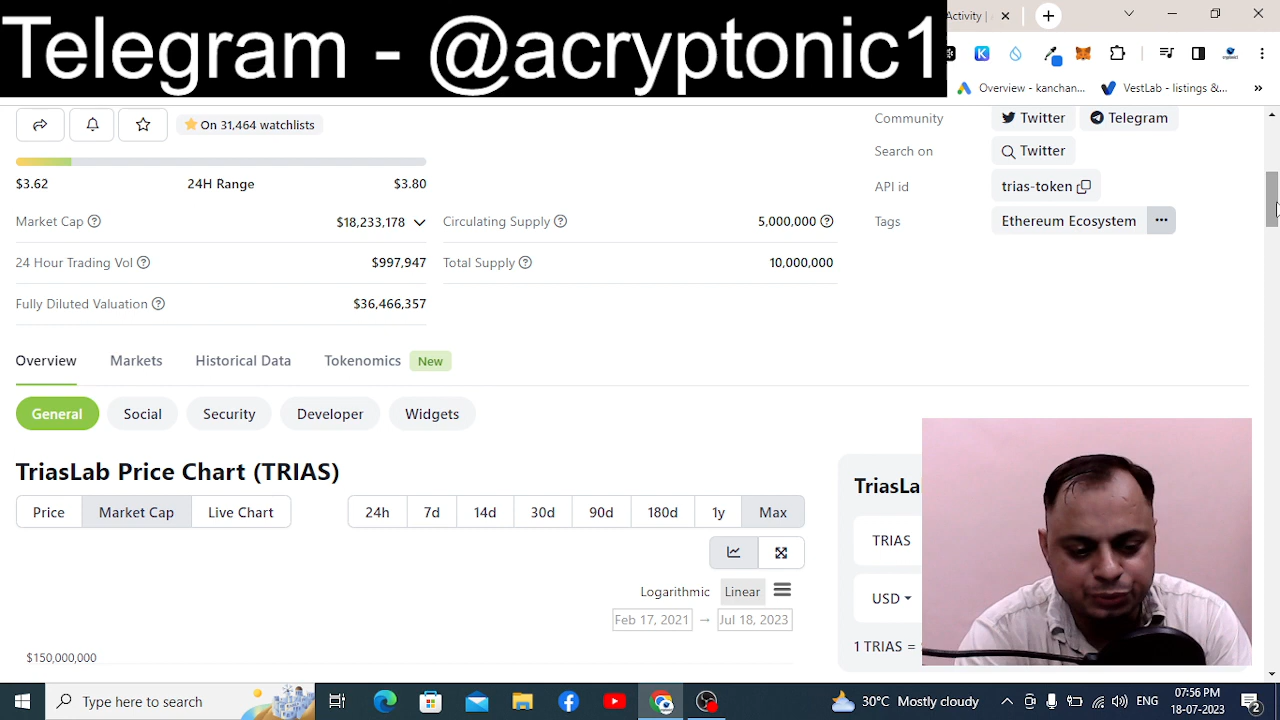 Telegram - @acryptonic1
Activity
Overview - kanchan...
VestLab - listings &...
»
On 31,464 watchlists
Community
Twitter
Telegram
Search on
Twitter
$3.62
24H Range
$3.80
API id
trias-token
Market Cap
$18,233,178
Circulating Supply
5,000,000
Tags
Ethereum Ecosystem
24 Hour Trading Vol
$997,947
Total Supply
10,000,000
Fully Diluted Valuation
$36,466,357
Overview
Markets
Historical Data
Tokenomics
New
General
Social
Security
Developer
Widgets
TriasLab Price Chart (TRIAS)
Price
Market Cap
Live Chart
24h
7d
14d
30d
90d
180d
1y
Max
Logarithmic
Linear
Feb 17, 2021 → Jul 18, 2023
$150,000,000
TriasLa
TRIAS
USD
1 TRIAS =
Type here to search
30°C Mostly cloudy
ENG
07:56 PM
18-07-2023
2